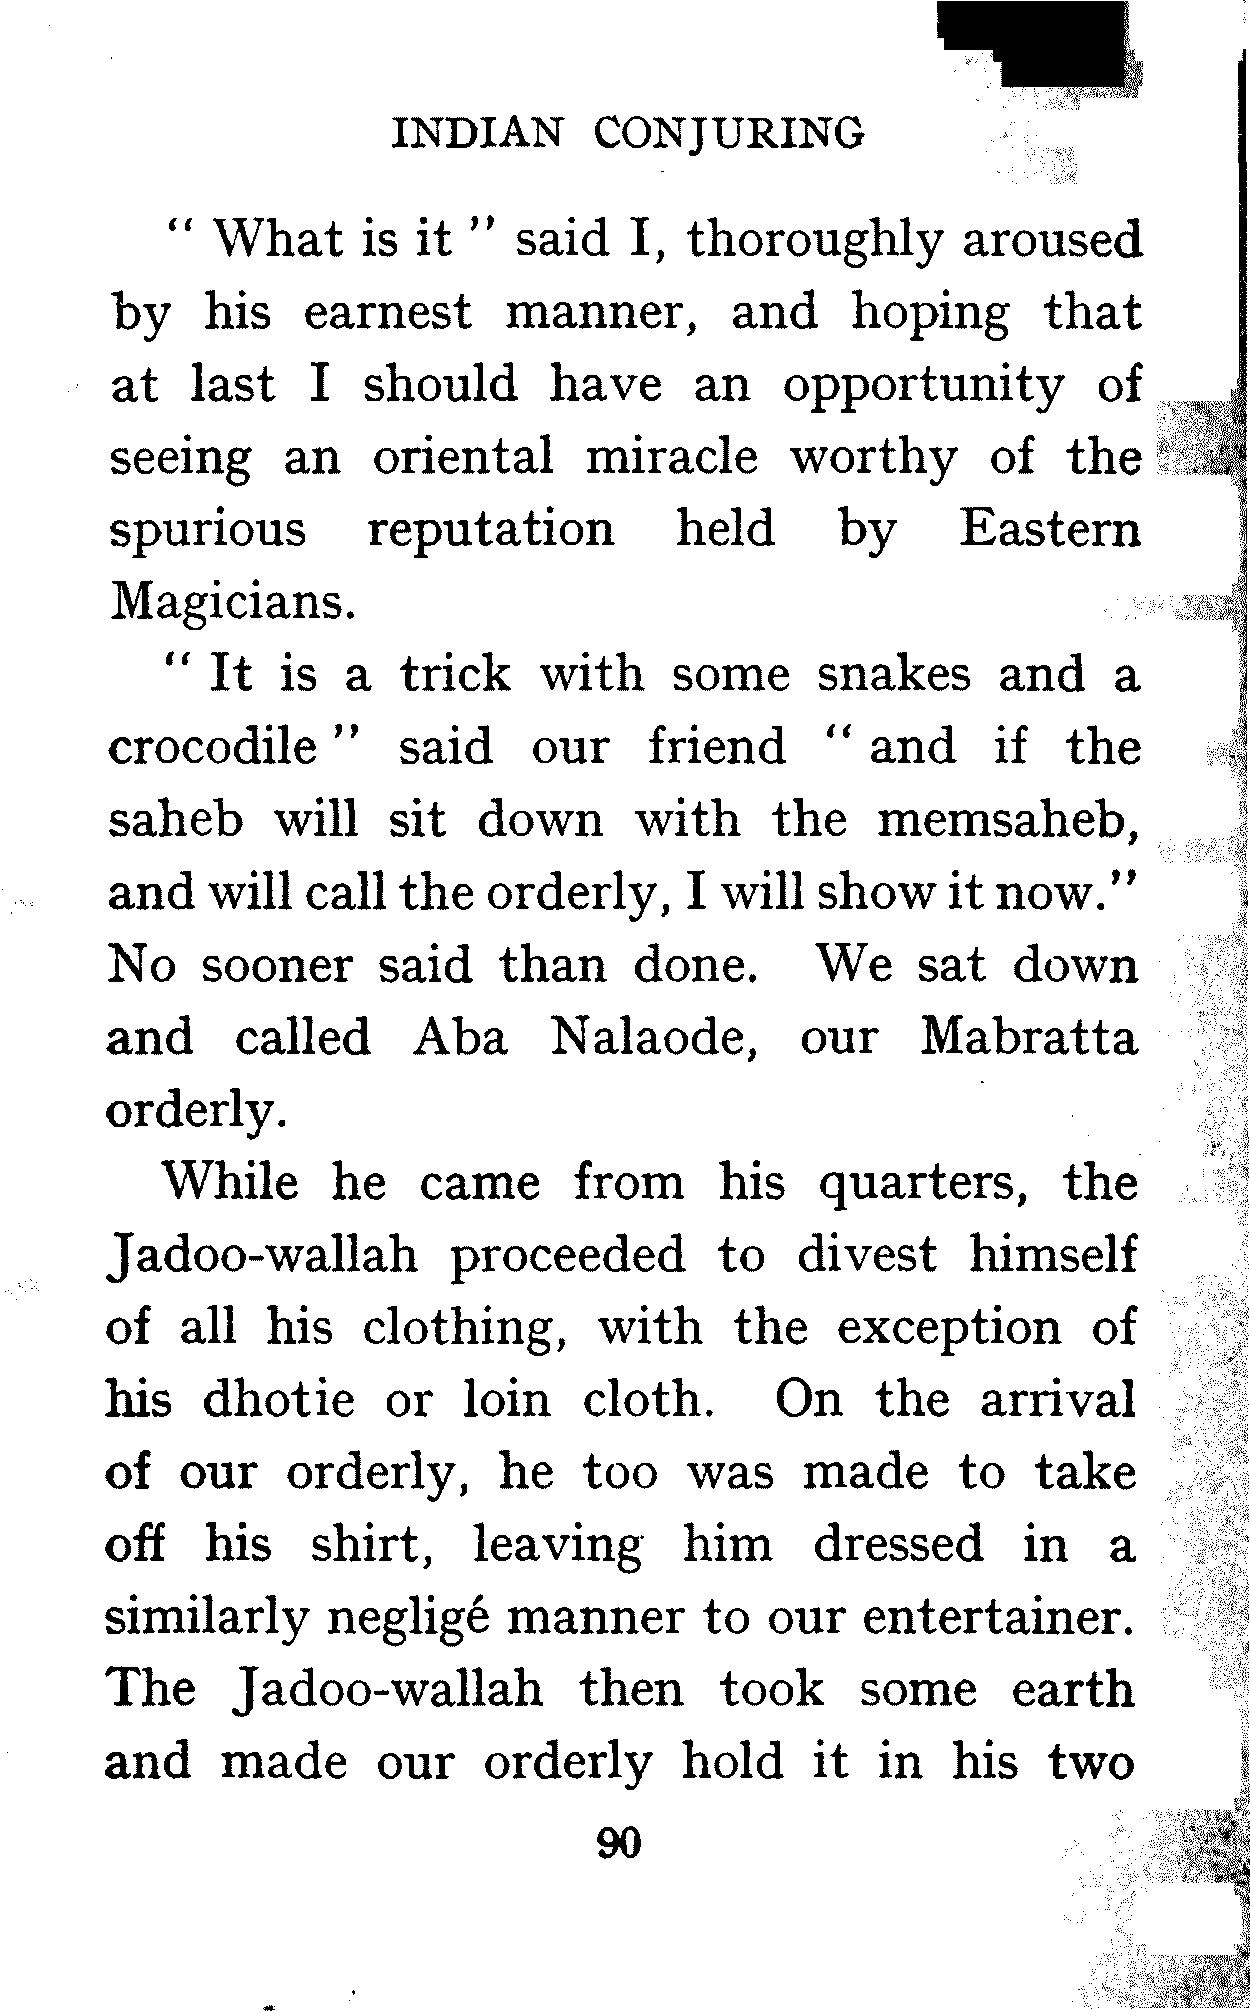 INDIAN CONJURING
“ What is it ” said I, thoroughly aroused
by his earnest manner, and hoping that
at last I should have an opportunity of
seeing an oriental miracle worthy of the
spurious reputation held by Eastern
Magicians.
“ It is a trick with some snakes and a
crocodile ” said our friend “ and if the
saheb will sit down with the memsaheb,
and will call the orderly, I will show it now.”
No sooner said than done. We sat down
and called Aba Nalaode, our Mabratta
orderly.
While he came from his quarters, the
Jadoo-wallah proceeded to divest himself
of all his clothing, with the exception of
his dhotie or loin cloth. On the arrival
of our orderly, he too was made to take
off his shirt, leaving him dressed in a
similarly negligé manner to our entertainer.
The Jadoo-wallah then took some earth
and made our orderly hold it in his two
90